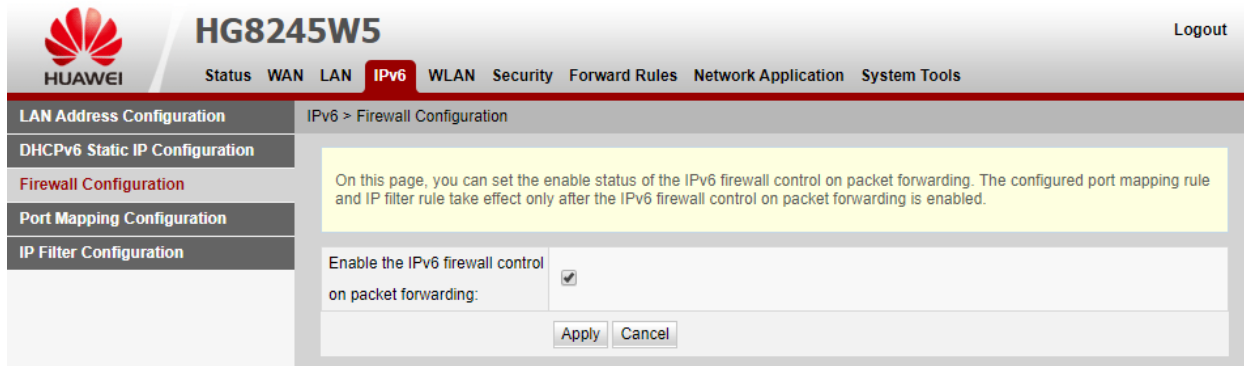 HUAWEI
HG8245W5
Logout
Status WAN LAN IPv6 WLAN Security Forward Rules Network Application System Tools
LAN Address Configuration
DHCPv6 Static IP Configuration
Firewall Configuration
Port Mapping Configuration
IP Filter Configuration
IPv6 > Firewall Configuration
On this page, you can set the enable status of the IPv6 firewall control on packet forwarding. The configured port mapping rule
and IP filter rule take effect only after the IPv6 firewall control on packet forwarding is enabled.
Enable the IPv6 firewall control
on packet forwarding:
Apply Cancel